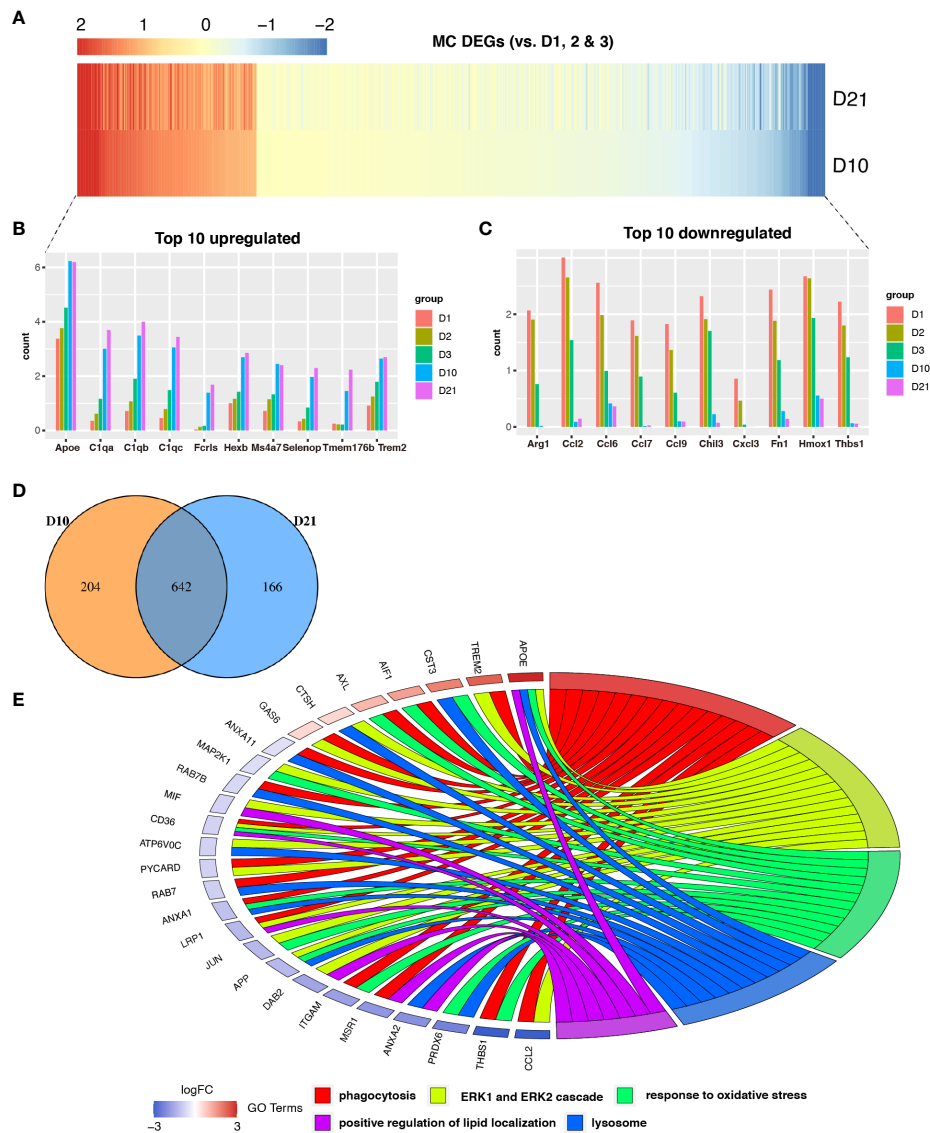 A
2 1 0 −1 −2
MC DEGs (vs. D1, 2 & 3)
D21
D10
B
Top 10 upregulated
count
6
4
2
0
Apoe C1qa C1qb C1qc Fcrls Hexb Ms4a7 Selenop Tmem176b Trem2
group
D1
D2
D3
D10
D21
C
Top 10 downregulated
count
2
1
0
Arg1 Ccl2 Ccl6 Ccl7 Ccl9 Chil3 Cxcl3 Fn1 Hmox1 Thbs1
group
D1
D2
D3
D10
D21
D
D10
D21
204
642
166
E
APOE
TREM2
CST3
AIF1
AXL
CTSH
GAS6
ANXA11
MAP2K1
RAB7B
MIF
CD36
ATP6V0C
PYCARD
RAB7
ANXA1
LRP1
JUN
APP
DAB2
ITGAM
MSR1
ANXA2
PRDX6
THBS1
CCL2
logFC
−3 3
GO Terms
phagocytosis
ERK1 and ERK2 cascade
response to oxidative stress
positive regulation of lipid localization
lysosome